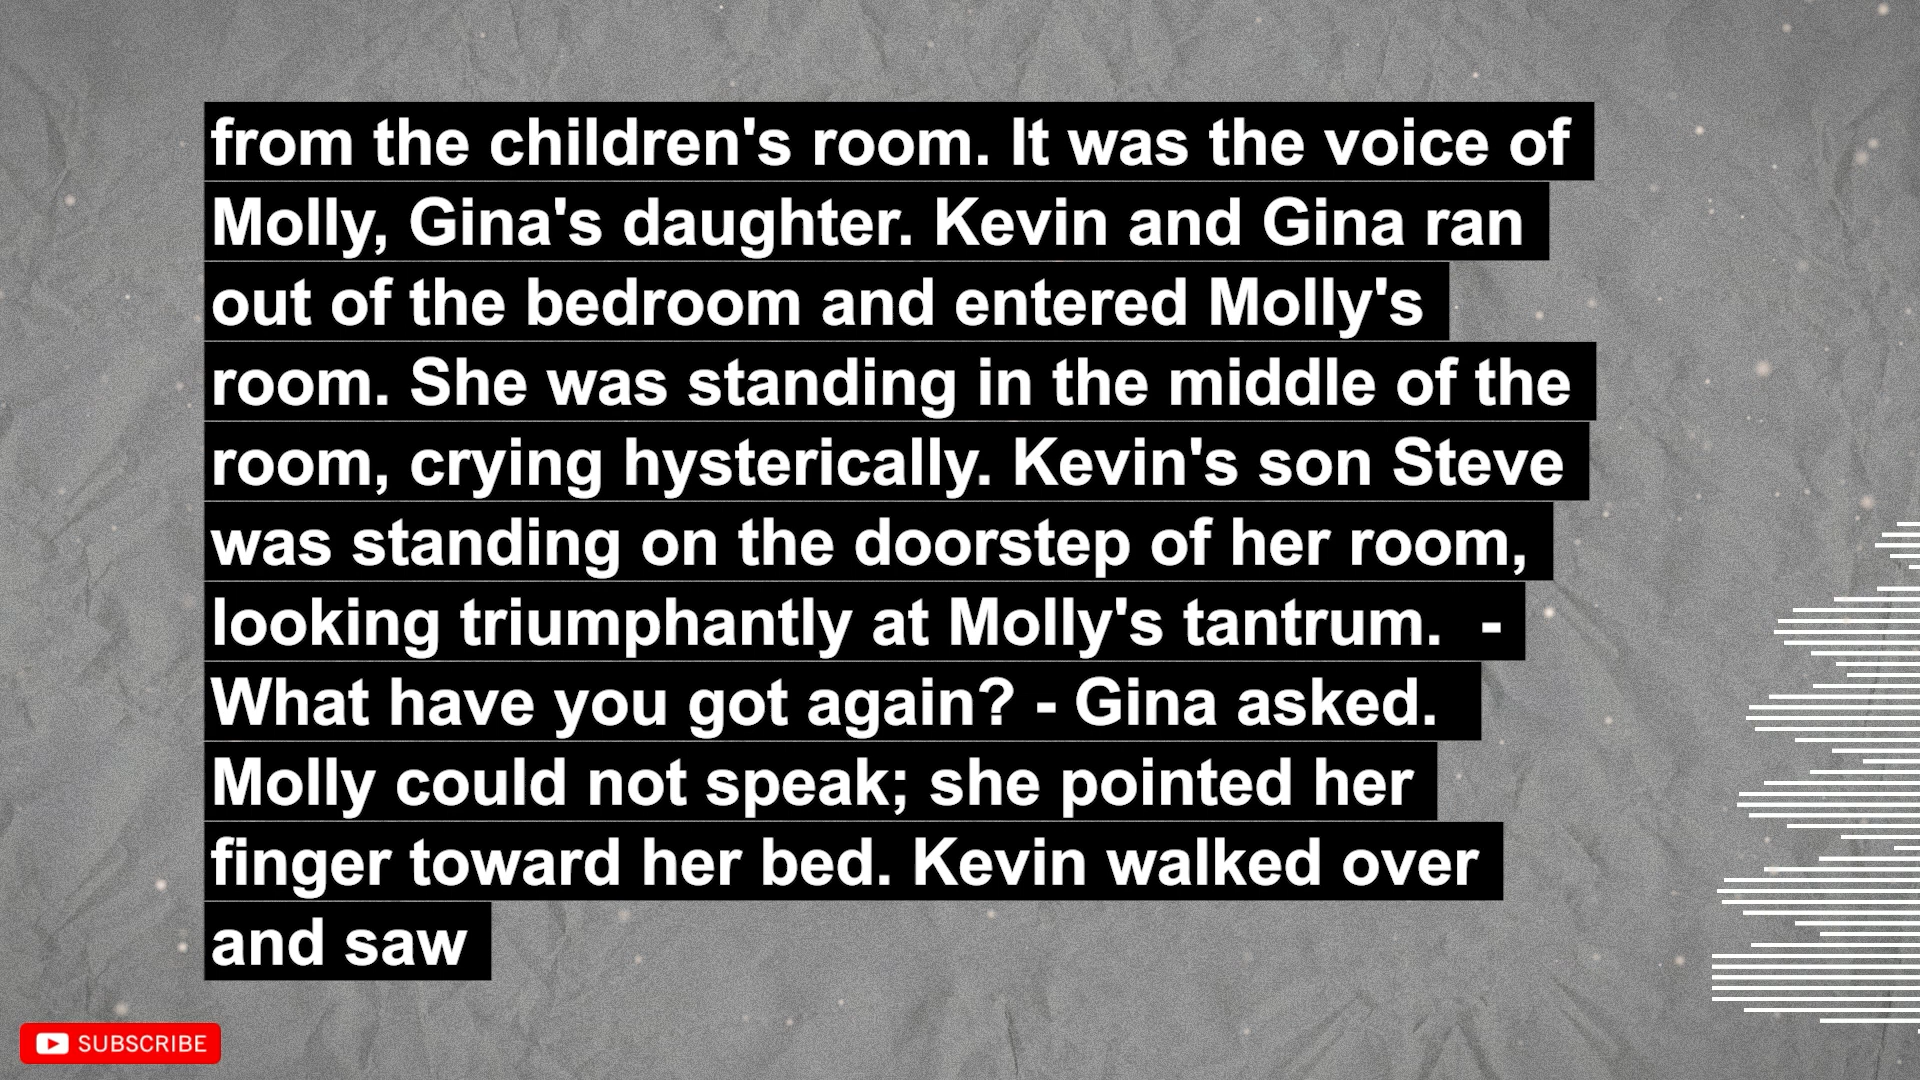 from the children's room. It was the voice of
Molly, Gina's daughter. Kevin and Gina ran
out of the bedroom and entered Molly's
room. She was standing in the middle of the
room, crying hysterically. Kevin's son Steve
was standing on the doorstep of her room,
looking triumphantly at Molly's tantrum.  -
What have you got again? - Gina asked.
Molly could not speak; she pointed her
finger toward her bed. Kevin walked over
and saw
SUBSCRIBE